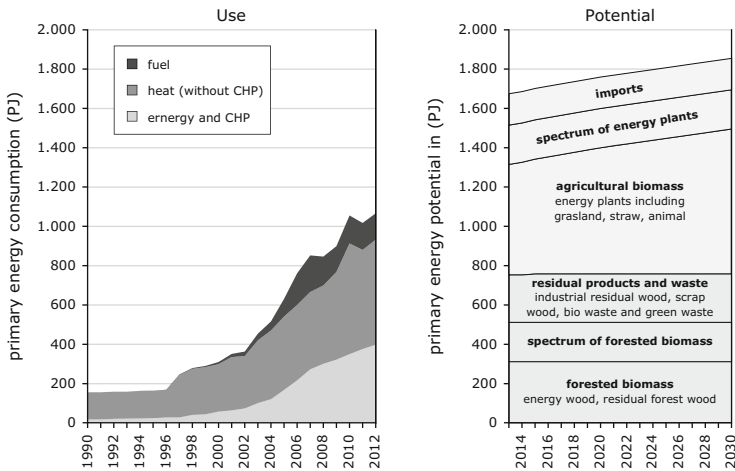 Use
primary energy consumption (PJ)
2.000
1.800
1.600
1.400
1.200
1.000
800
600
400
200
0
fuel
heat (without CHP)
ernergy and CHP
1990
1992
1994
1996
1998
2000
2002
2004
2006
2008
2010
2012
Potential
primary energy potential in (PJ)
2.000
1.800
1.600
1.400
1.200
1.000
800
600
400
200
0
imports
spectrum of energy plants
agricultural biomass
energy plants including
grasland, straw, animal
residual products and waste
industrial residual wood, scrap
wood, bio waste and green waste
spectrum of forested biomass
forested biomass
energy wood, residual forest wood
2014
2016
2018
2020
2022
2024
2026
2028
2030